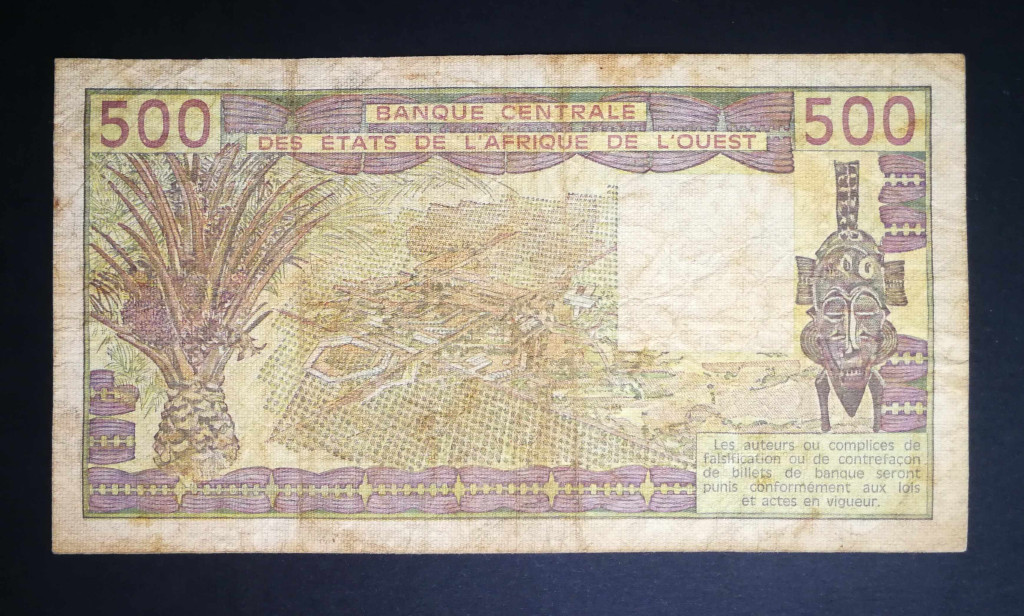 500
BANQUE CENTRALE
DES ÉTATS DE L'AFRIQUE DE L'OUEST
500
Les auteurs ou complices de
falsification ou de contrefaçon
de billets de banque seront
punis conformément aux lois
et actes en vigueur.